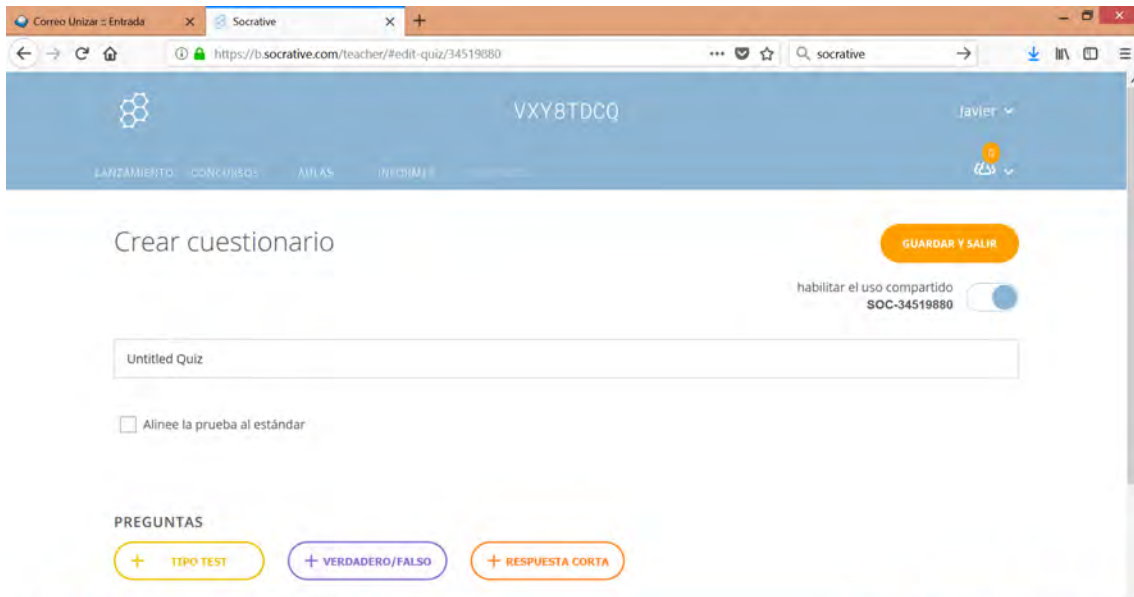 Correo Unizar :: Entrada
Socrative
https://b.socrative.com/teacher/#edit-quiz/34519880
socrative
VXY8TDCQ
Javier
LANZAMIENTO CONCURSOS AULAS INFORMES
0
Crear cuestionario
GUARDAR Y SALIR
habilitar el uso compartido
SOC-34519880
Untitled Quiz
Alinee la prueba al estándar
PREGUNTAS
+ TIPO TEST
+ VERDADERO/FALSO
+ RESPUESTA CORTA